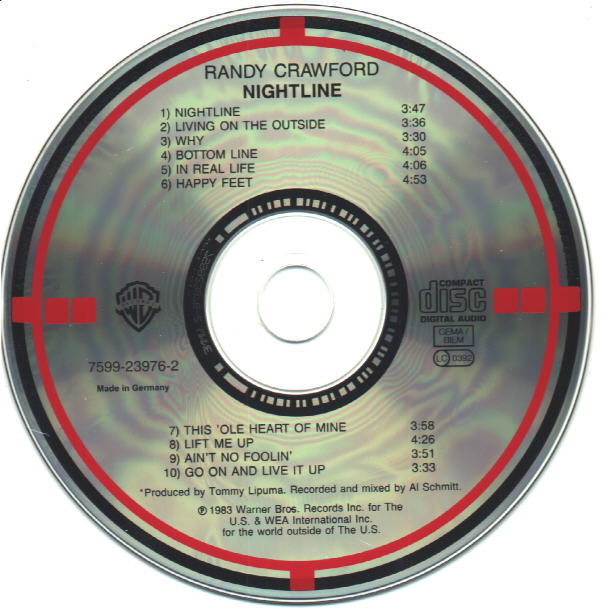 RANDY CRAWFORD
NIGHTLINE
1) NIGHTLINE 3:47
2) LIVING ON THE OUTSIDE 3:36
3) WHY 3:30
4) BOTTOM LINE 4:05
5) IN REAL LIFE 4:06
6) HAPPY FEET 4:53
COMPACT
disc
DIGITAL AUDIO
GEMA/
BIEM
LC 0392
7599-23976-2
Made in Germany
7) THIS 'OLE HEART OF MINE 3:58
8) LIFT ME UP 4:26
9) AIN'T NO FOOLIN' 3:51
10) GO ON AND LIVE IT UP 3:33
*Produced by Tommy Lipuma. Recorded and mixed by Al Schmitt.
℗ 1983 Warner Bros. Records Inc. for The
U.S. & WEA International Inc.
for the world outside of The U.S.